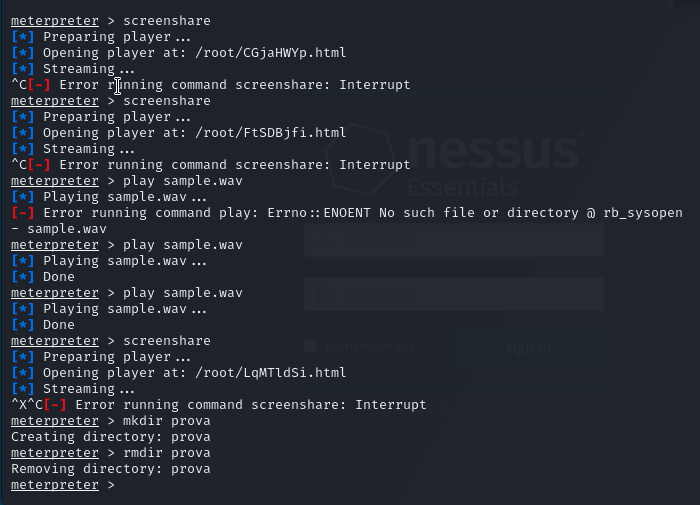 meterpreter > screenshare
[*] Preparing player...
[*] Opening player at: /root/CGjaHWYp.html
[*] Streaming...
^C[-] Error running command screenshare: Interrupt
meterpreter > screenshare
[*] Preparing player...
[*] Opening player at: /root/FtSDBjfi.html
[*] Streaming...
^C[-] Error running command screenshare: Interrupt
meterpreter > play sample.wav
[*] Playing sample.wav...
[-] Error running command play: Errno::ENOENT No such file or directory @ rb_sysopen
- sample.wav
meterpreter > play sample.wav
[*] Playing sample.wav...
[*] Done
meterpreter > play sample.wav
[*] Playing sample.wav...
[*] Done
meterpreter > screenshare
[*] Preparing player...
[*] Opening player at: /root/LqMTldSi.html
[*] Streaming...
^X^C[-] Error running command screenshare: Interrupt
meterpreter > mkdir prova
Creating directory: prova
meterpreter > rmdir prova
Removing directory: prova
meterpreter >
nessus
Essentials
Remember Me
Sign In